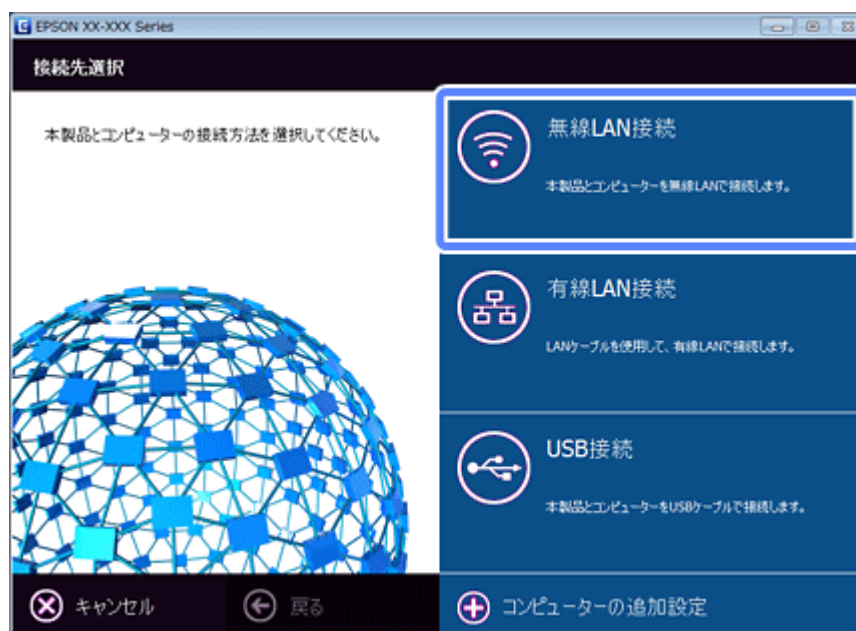 EPSON XX-XXX Series
接続先選択
本製品とコンピューターの接続方法を選択してください。
無線LAN接続
本製品とコンピューターを無線LANで接続します。
有線LAN接続
LANケーブルを使用して、有線LANで接続します。
USB接続
本製品とコンピューターをUSBケーブルで接続します。
キャンセル
戻る
コンピューターの追加設定